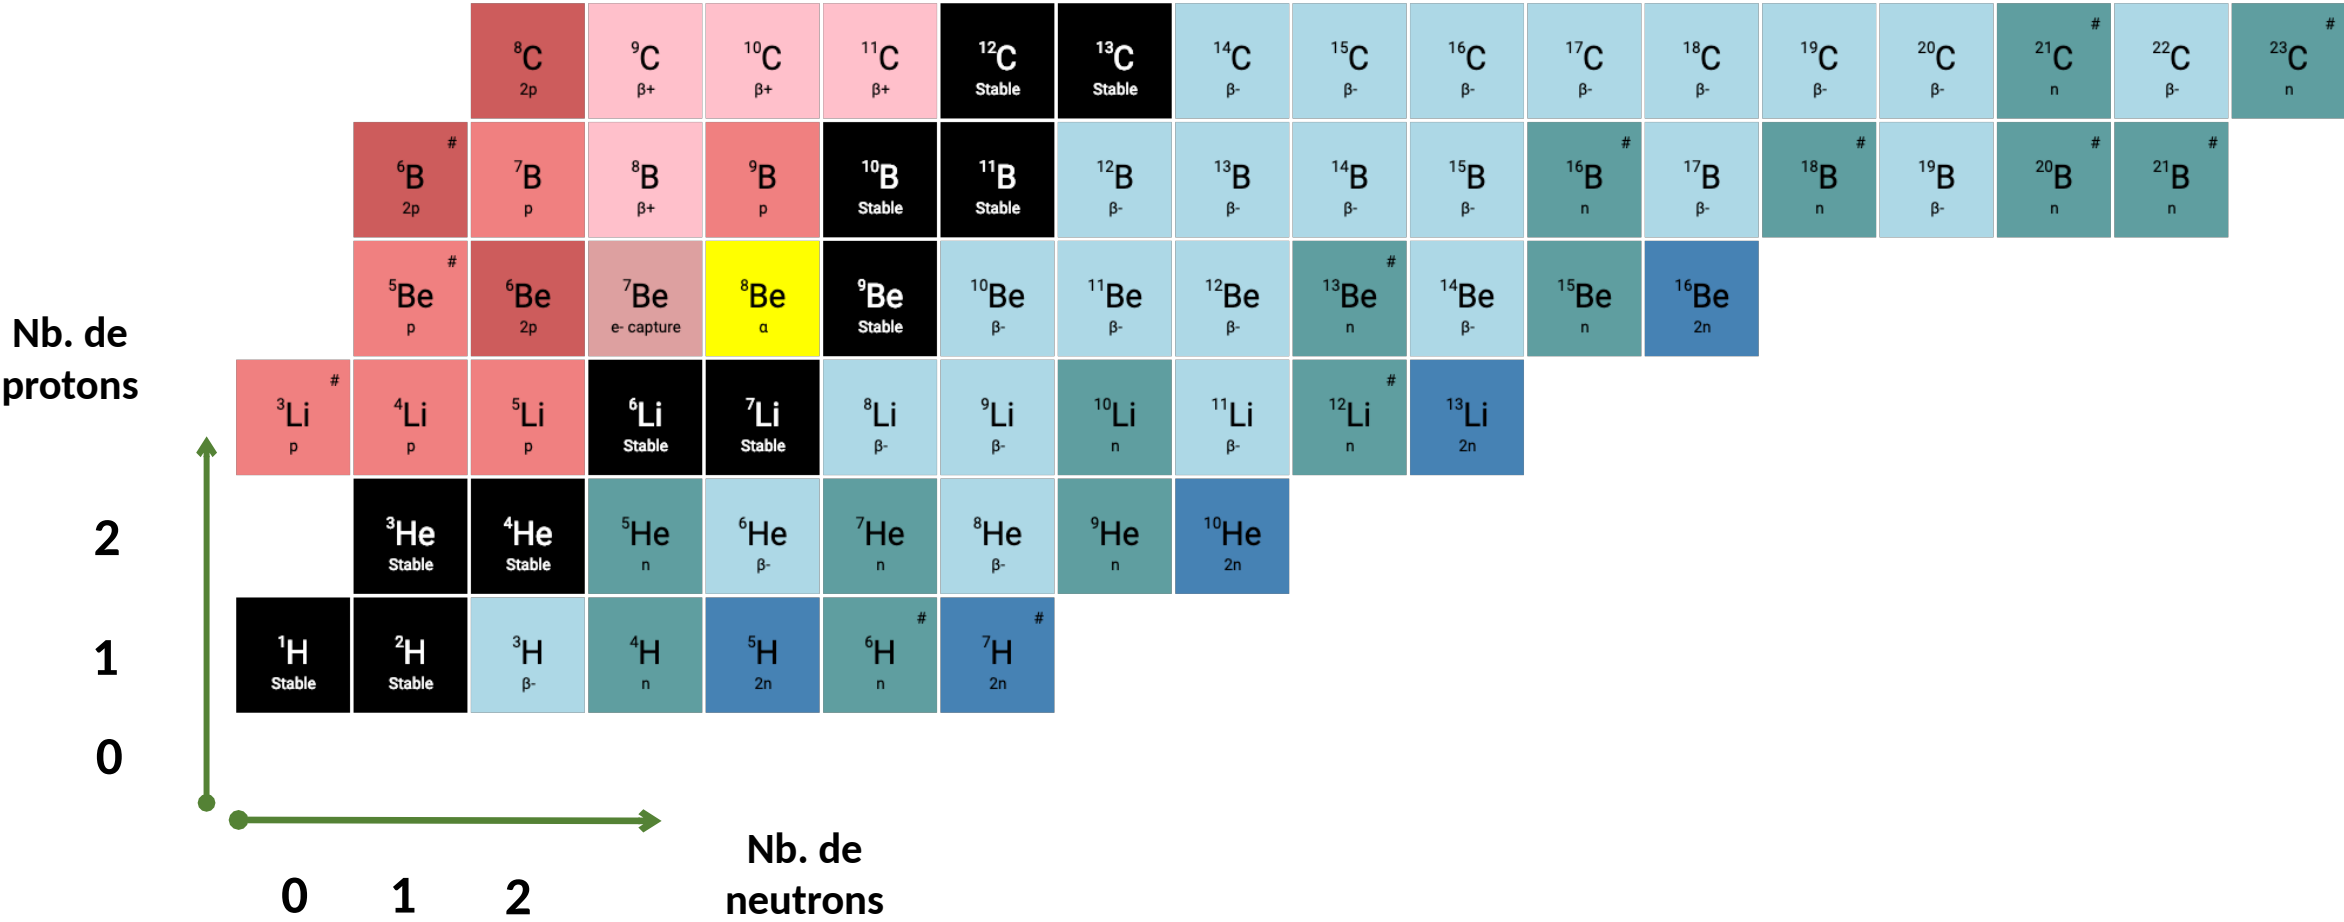 # #
⁸C ⁹C ¹⁰C ¹¹C ¹²C ¹³C ¹⁴C ¹⁵C ¹⁶C ¹⁷C ¹⁸C ¹⁹C ²⁰C ²¹C ²²C ²³C
2p β+ β+ β+ Stable Stable β- β- β- β- β- β- β- n β- n
# # # # #
⁶B ⁷B ⁸B ⁹B ¹⁰B ¹¹B ¹²B ¹³B ¹⁴B ¹⁵B ¹⁶B ¹⁷B ¹⁸B ¹⁹B ²⁰B ²¹B
2p p β+ p Stable Stable β- β- β- β- n β- n β- n n
# #
⁵Be ⁶Be ⁷Be ⁸Be ⁹Be ¹⁰Be ¹¹Be ¹²Be ¹³Be ¹⁴Be ¹⁵Be ¹⁶Be
p 2p e- capture α Stable β- β- β- n β- n 2n
Nb. de
protons
# #
³Li ⁴Li ⁵Li ⁶Li ⁷Li ⁸Li ⁹Li ¹⁰Li ¹¹Li ¹²Li ¹³Li
p p p Stable Stable β- β- n β- n 2n
2
³He ⁴He ⁵He ⁶He ⁷He ⁸He ⁹He ¹⁰He
Stable Stable n β- n β- n 2n
# #
1
¹H ²H ³H ⁴H ⁵H ⁶H ⁷H
Stable Stable β- n 2n n 2n
0
0 1 2
Nb. de
neutrons